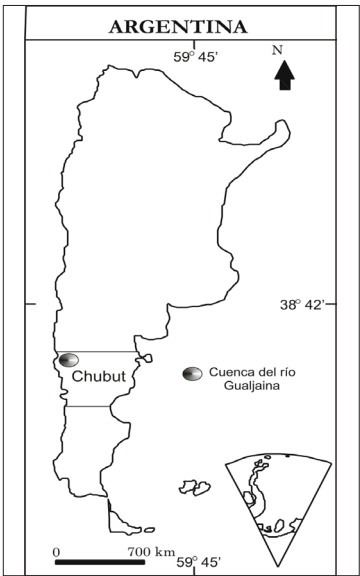 ARGENTINA
59° 45'
N
38° 42'
Chubut
Cuenca del río
Gualjaina
0 700 km
59° 45'